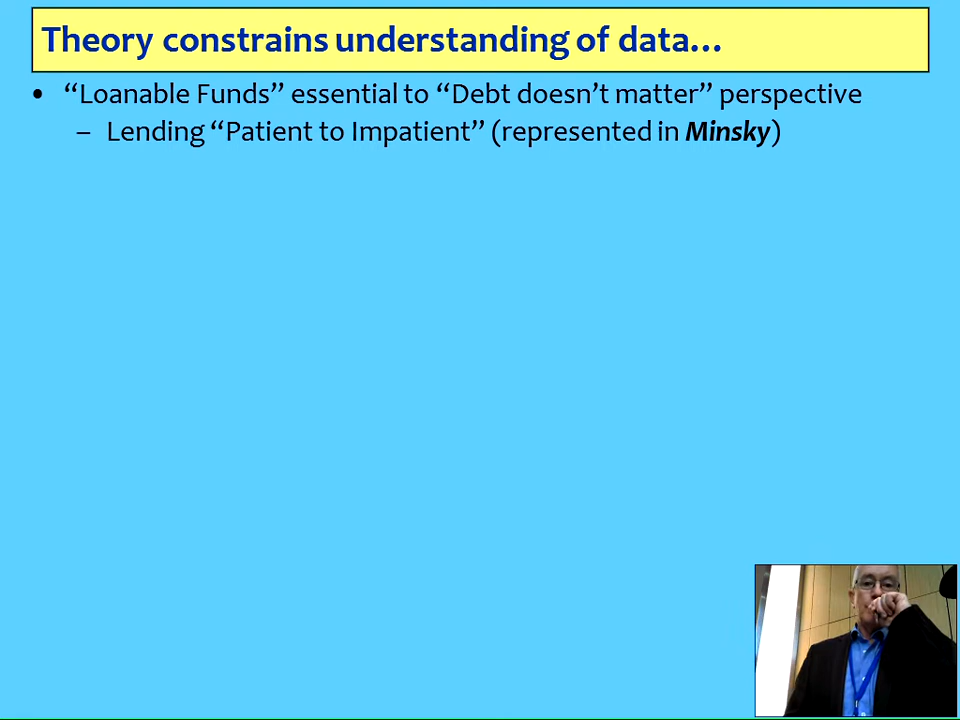 Theory constrains understanding of data…
• “Loanable Funds” essential to “Debt doesn’t matter” perspective
– Lending “Patient to Impatient” (represented in Minsky)